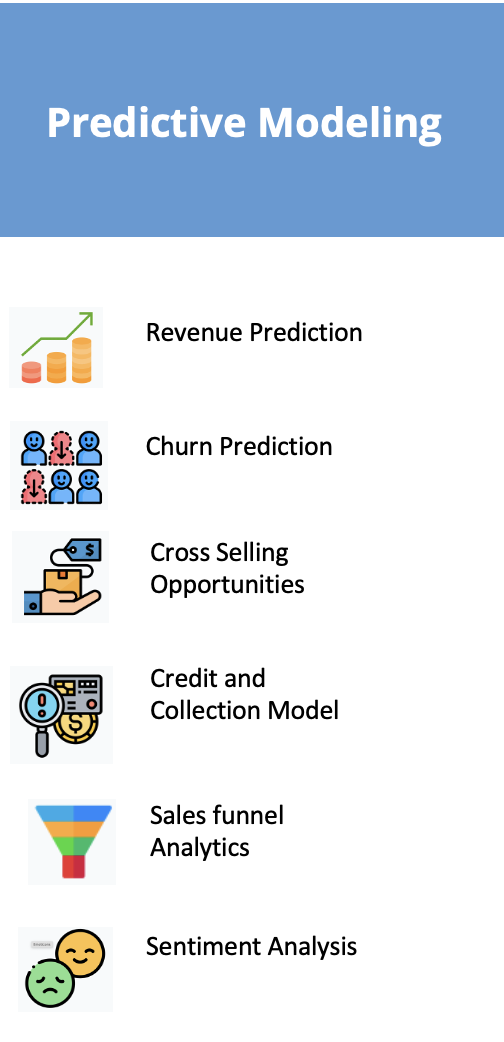 Predictive Modeling
Revenue Prediction
Churn Prediction
$
Cross Selling
Opportunities
Credit and
Collection Model
$
Sales funnel
Analytics
Sentiment Analysis